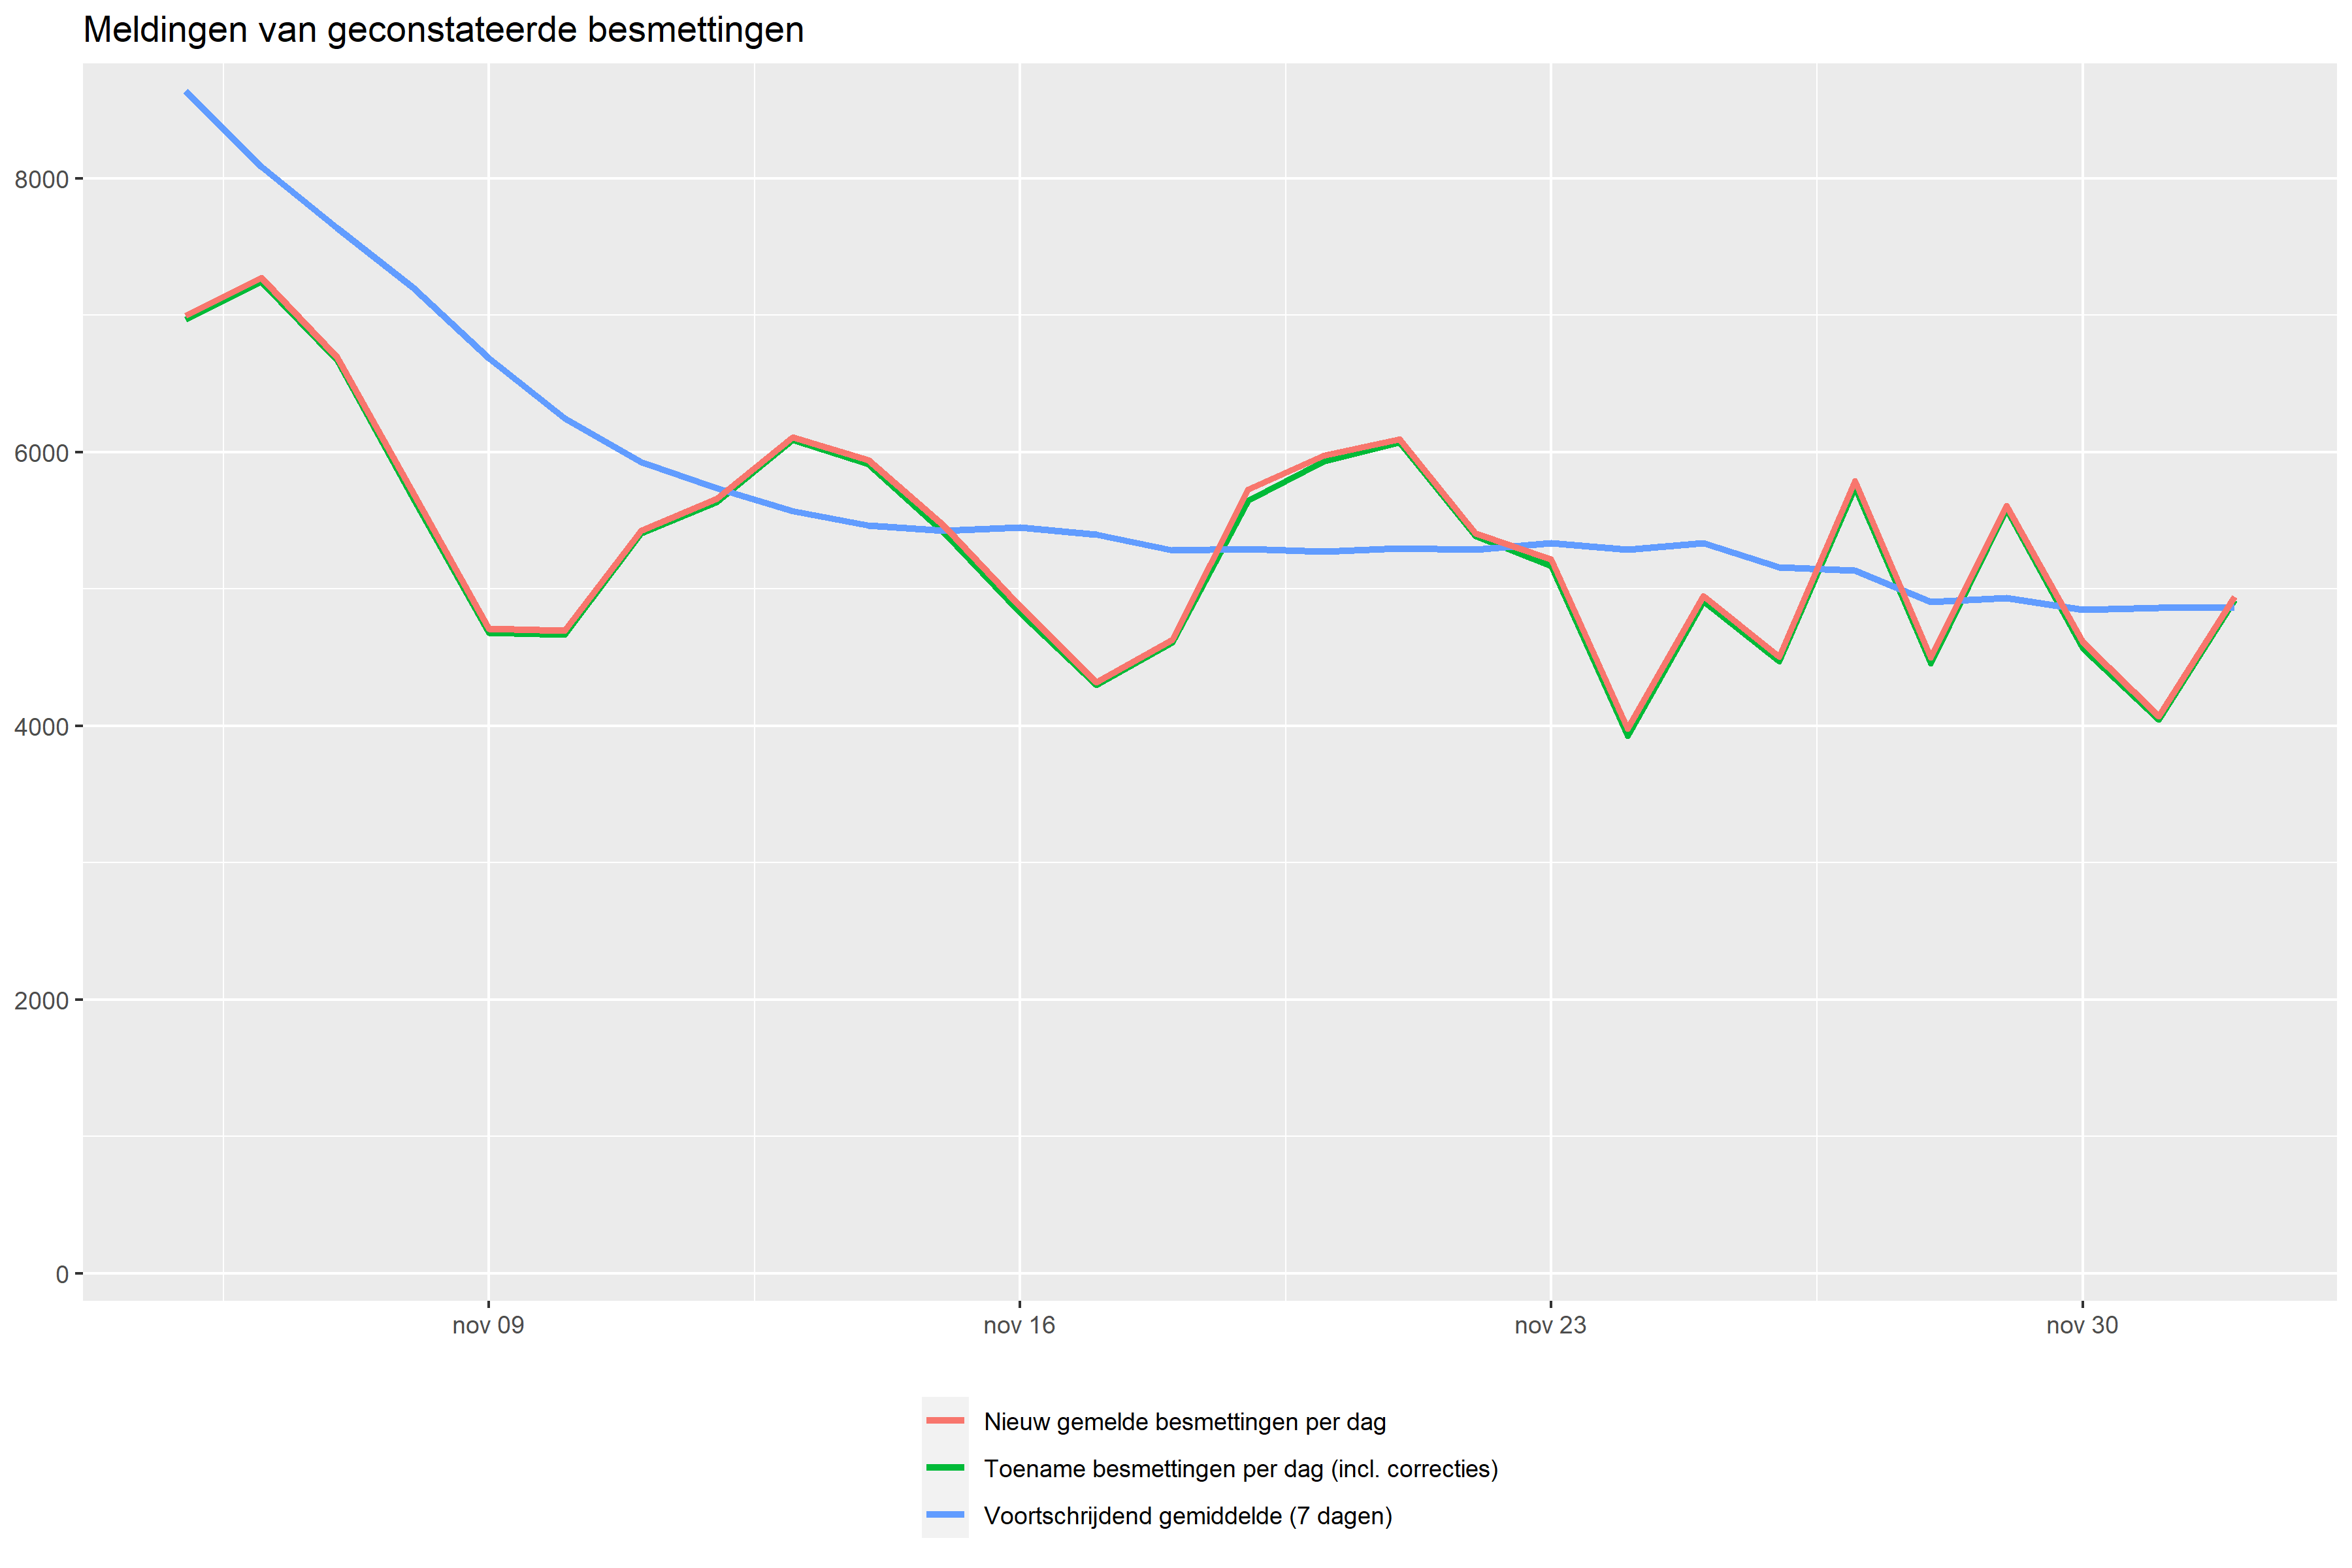 Meldingen van geconstateerde besmettingen
8000
6000
4000
2000
0
nov 09
nov 16
nov 23
nov 30
Nieuw gemelde besmettingen per dag
Toename besmettingen per dag (incl. correcties)
Voortschrijdend gemiddelde (7 dagen)